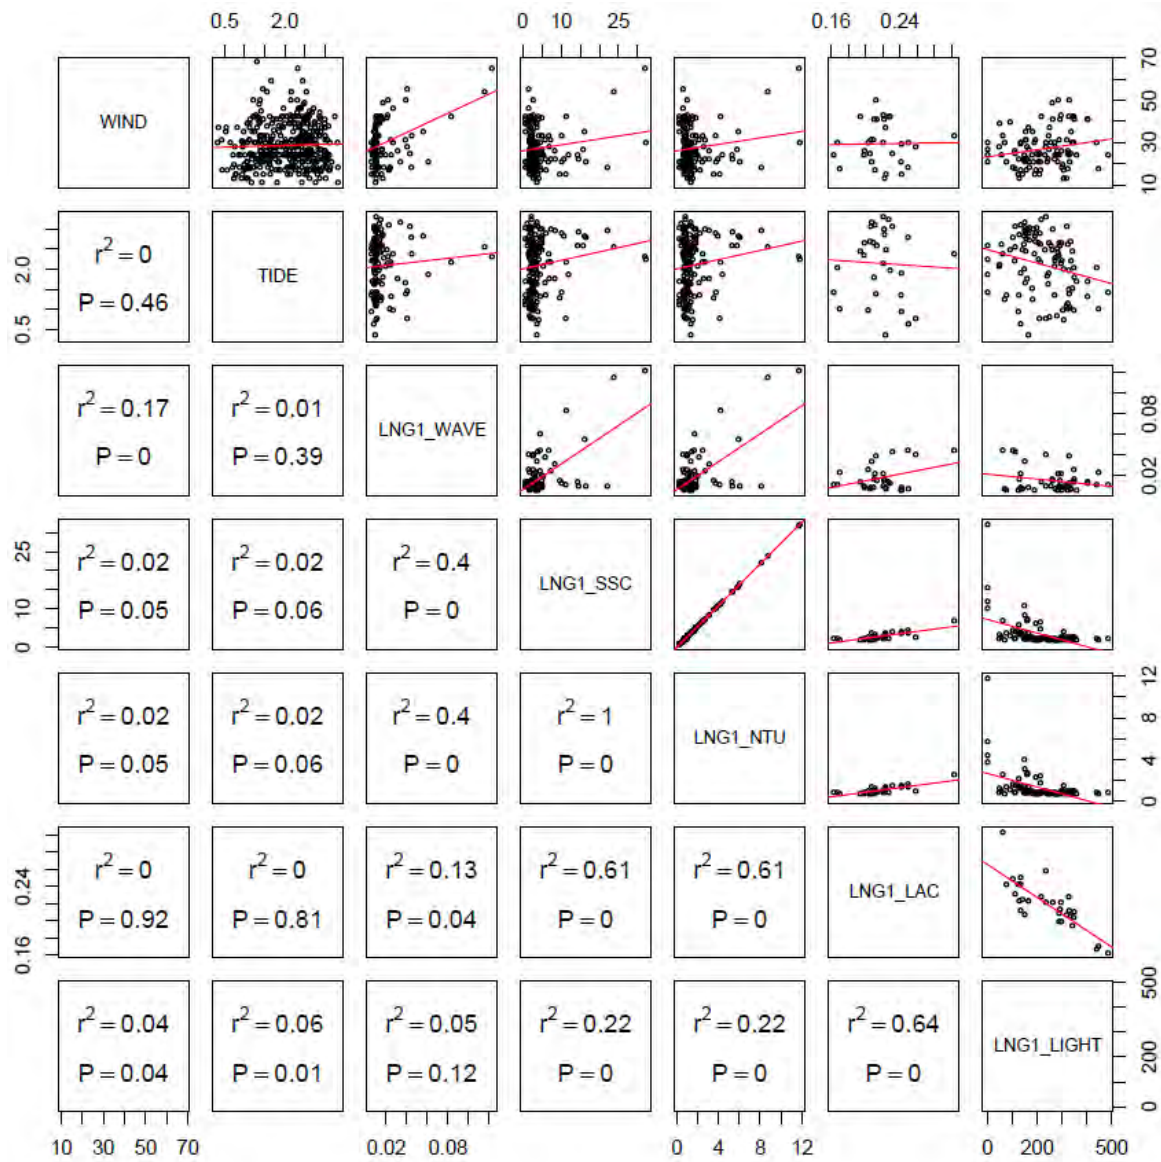 0.5 2.0 0 10 25 0.16 0.24
WIND
10 30 50 70
r² = 0
P = 0.46
TIDE
0.5 2.0
r² = 0.17
P = 0
r² = 0.01
P = 0.39
LNG1_WAVE
0.02 0.08
r² = 0.02
P = 0.05
r² = 0.02
P = 0.06
r² = 0.4
P = 0
LNG1_SSC
0 10 25
r² = 0.02
P = 0.05
r² = 0.02
P = 0.06
r² = 0.4
P = 0
r² = 1
P = 0
LNG1_NTU
0 4 8 12
r² = 0
P = 0.92
r² = 0
P = 0.81
r² = 0.13
P = 0.04
r² = 0.61
P = 0
r² = 0.61
P = 0
LNG1_LAC
0.16 0.24
r² = 0.04
P = 0.04
r² = 0.06
P = 0.01
r² = 0.05
P = 0.12
r² = 0.22
P = 0
r² = 0.22
P = 0
r² = 0.64
P = 0
LNG1_LIGHT
0 200 500
10 30 50 70 0.02 0.08 0 4 8 12 0 200 500